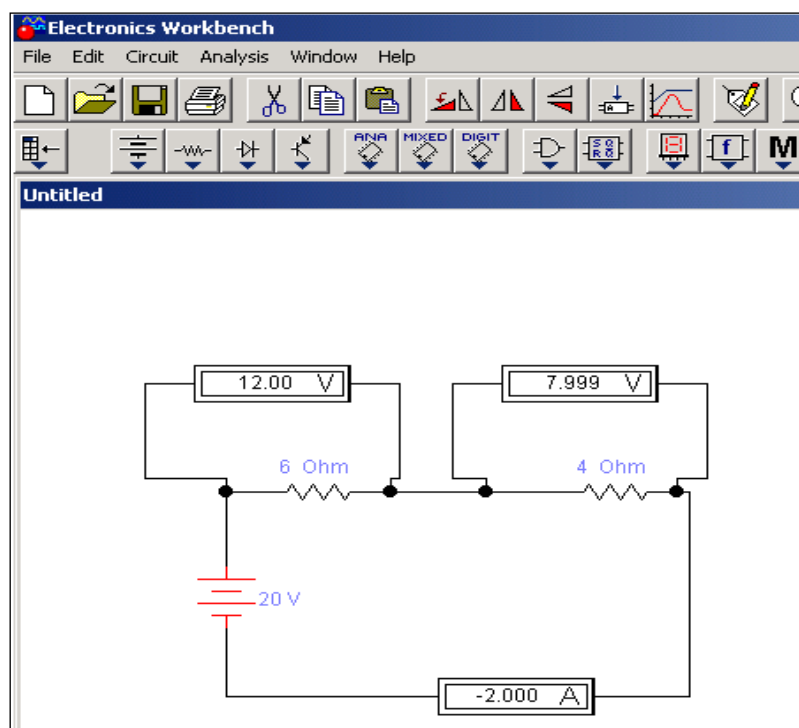 Electronics Workbench
File Edit Circuit Analysis Window Help
ANA MIXED DIGIT
S Q R Q f M
Untitled
12.00 V 7.999 V
6 Ohm 4 Ohm
20 V
-2.000 A